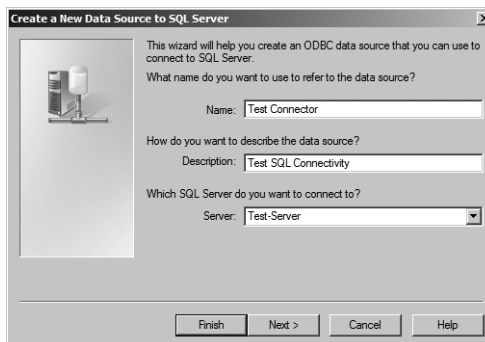 Create a New Data Source to SQL Server
This wizard will help you create an ODBC data source that you can use to
connect to SQL Server.
What name do you want to use to refer to the data source?
Name: Test Connector
How do you want to describe the data source?
Description: Test SQL Connectivity
Which SQL Server do you want to connect to?
Server: Test-Server
Finish Next > Cancel Help